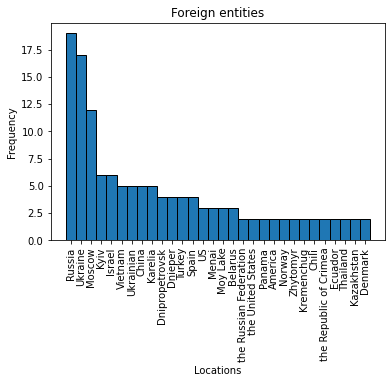 Foreign entities
Frequency
17.5
15.0
12.5
10.0
7.5
5.0
2.5
0.0
Russia
Ukraine
Moscow
Kyiv
Israel
Vietnam
Ukrainian
China
Karelia
Dnipropetrovsk
Dnieper
Turkey
Spain
US
Menai
Moy Lake
Belarus
the Russian Federation
the United States
Panama
America
Norway
Zhytomyr
Kremenchug
Chili
the Republic of Crimea
Ecuador
Thailand
Kazakhstan
Denmark
Locations